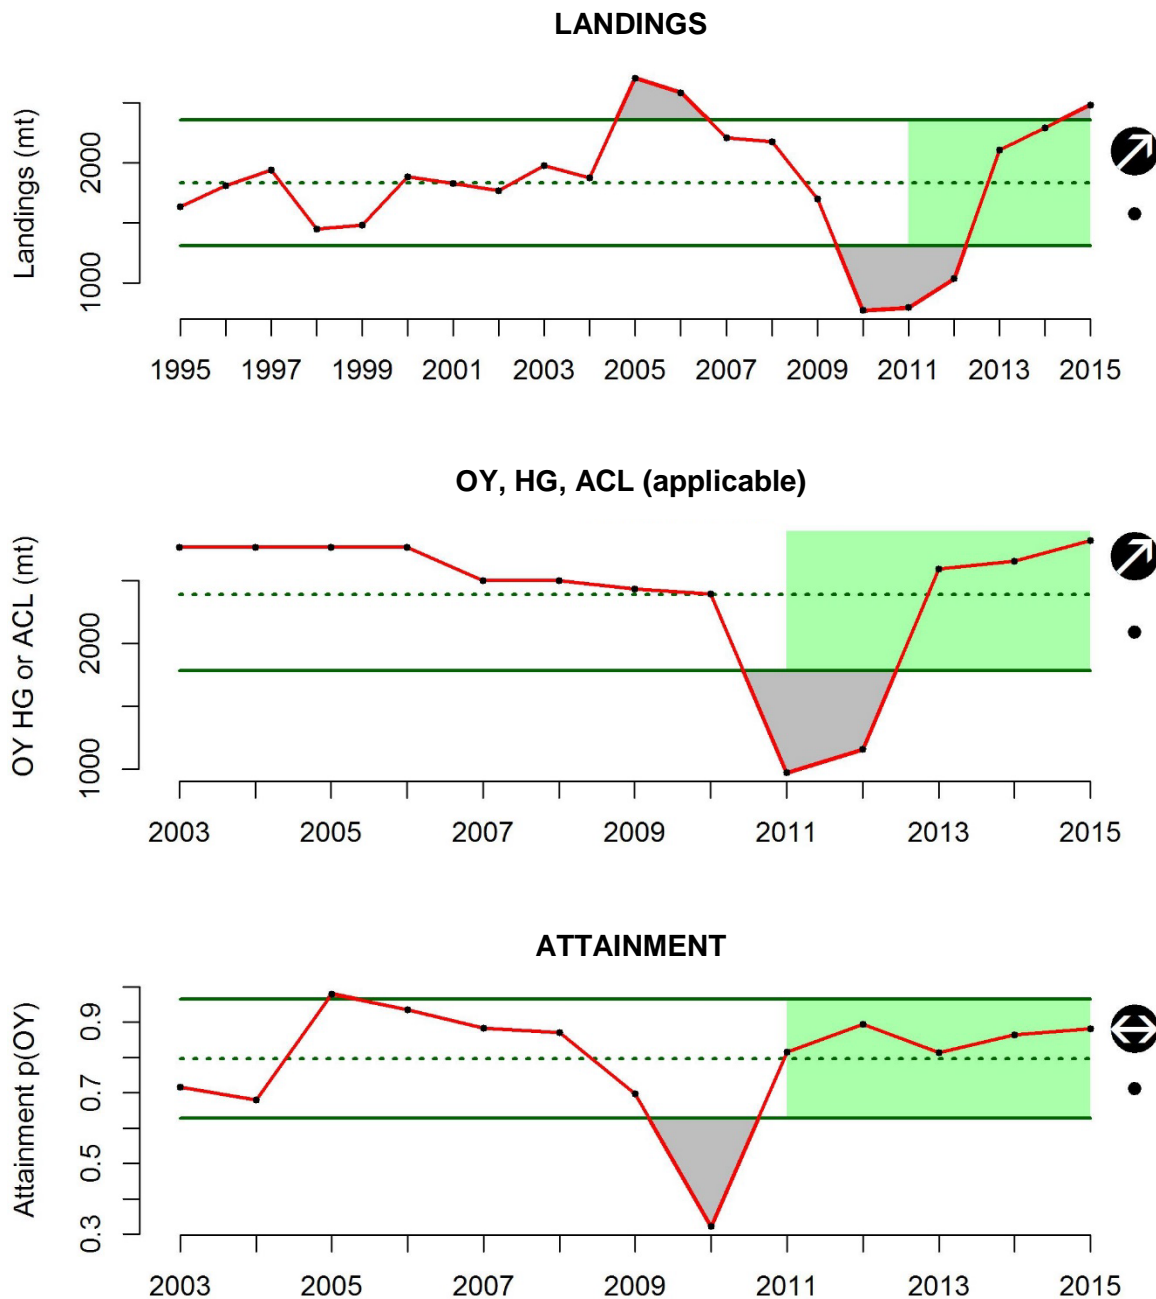 LANDINGS
Landings (mt)
2000
1000
1995 1997 1999 2001 2003 2005 2007 2009 2011 2013 2015
OY, HG, ACL (applicable)
OY HG or ACL (mt)
2000
1000
2003 2005 2007 2009 2011 2013 2015
ATTAINMENT
Attainment p(OY)
0.9
0.7
0.5
0.3
2003 2005 2007 2009 2011 2013 2015